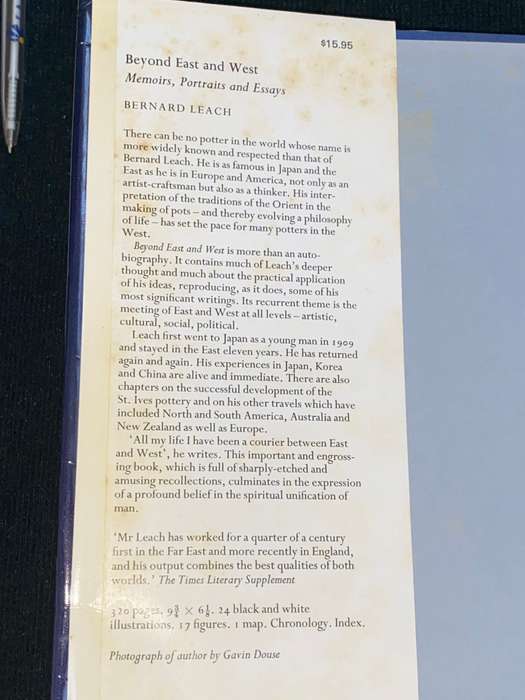 $15.95
Beyond East and West
Memoirs, Portraits and Essays
BERNARD LEACH
There can be no potter in the world whose name is
more widely known and respected than that of
Bernard Leach. He is as famous in Japan and the
East as he is in Europe and America, not only as an
artist-craftsman but also as a thinker. His inter-
pretation of the traditions of the Orient in the
making of pots – and thereby evolving a philosophy
of life – has set the pace for many potters in the
West.
Beyond East and West is more than an auto-
biography. It contains much of Leach's deeper
thought and much about the practical application
of his ideas, reproducing, as it does, some of his
most significant writings. Its recurrent theme is the
meeting of East and West at all levels – artistic,
cultural, social, political.
Leach first went to Japan as a young man in 1909
and stayed in the East eleven years. He has returned
again and again. His experiences in Japan, Korea
and China are alive and immediate. There are also
chapters on the successful development of the
St. Ives pottery and on his other travels which have
included North and South America, Australia and
New Zealand as well as Europe.
'All my life I have been a courier between East
and West', he writes. This important and engross-
ing book, which is full of sharply-etched and
amusing recollections, culminates in the expression
of a profound belief in the spiritual unification of
man.
'Mr Leach has worked for a quarter of a century
first in the Far East and more recently in England,
and his output combines the best qualities of both
worlds.' The Times Literary Supplement
320 pages. 9¾ × 6⅛. 24 black and white
illustrations. 17 figures. 1 map. Chronology. Index.
Photograph of author by Gavin Douse